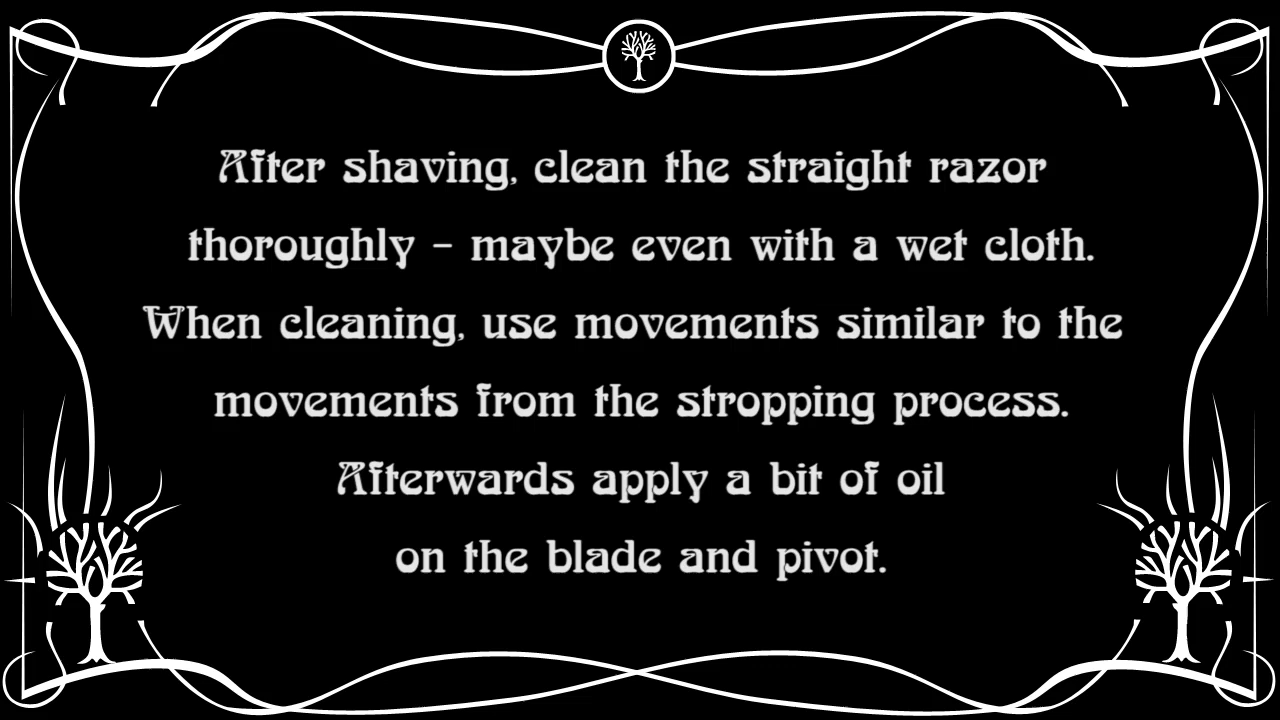 After shaving, clean the straight razor
thoroughly – maybe even with a wet cloth.
When cleaning, use movements similar to the
movements from the stropping process.
Afterwards apply a bit of oil
on the blade and pivot.